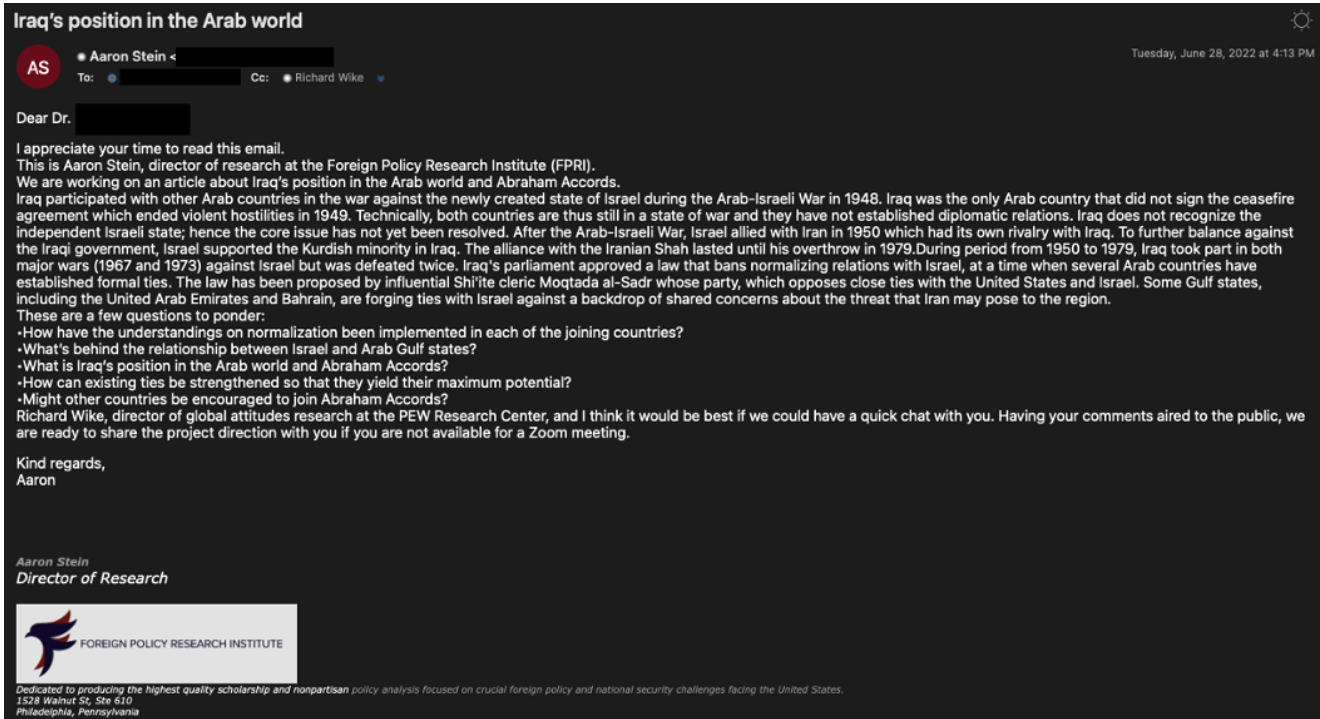 Iraq's position in the Arab world
AS
Aaron Stein <
Tuesday, June 28, 2022 at 4:13 PM
To:
Cc: Richard Wike
Dear Dr.
I appreciate your time to read this email.
This is Aaron Stein, director of research at the Foreign Policy Research Institute (FPRI).
We are working on an article about Iraq's position in the Arab world and Abraham Accords.
Iraq participated with other Arab countries in the war against the newly created state of Israel during the Arab-Israeli War in 1948. Iraq was the only Arab country that did not sign the ceasefire
agreement which ended violent hostilities in 1949. Technically, both countries are thus still in a state of war and they have not established diplomatic relations. Iraq does not recognize the
independent Israeli state; hence the core issue has not yet been resolved. After the Arab-Israeli War, Israel allied with Iran in 1950 which had its own rivalry with Iraq. To further balance against
the Iraqi government, Israel supported the Kurdish minority in Iraq. The alliance with the Iranian Shah lasted until his overthrow in 1979.During period from 1950 to 1979, Iraq took part in both
major wars (1967 and 1973) against Israel but was defeated twice. Iraq's parliament approved a law that bans normalizing relations with Israel, at a time when several Arab countries have
established formal ties. The law has been proposed by influential Shi'ite cleric Moqtada al-Sadr whose party, which opposes close ties with the United States and Israel. Some Gulf states,
including the United Arab Emirates and Bahrain, are forging ties with Israel against a backdrop of shared concerns about the threat that Iran may pose to the region.
These are a few questions to ponder:
•How have the understandings on normalization been implemented in each of the joining countries?
•What's behind the relationship between Israel and Arab Gulf states?
•What is Iraq's position in the Arab world and Abraham Accords?
•How can existing ties be strengthened so that they yield their maximum potential?
•Might other countries be encouraged to join Abraham Accords?
Richard Wike, director of global attitudes research at the PEW Research Center, and I think it would be best if we could have a quick chat with you. Having your comments aired to the public, we
are ready to share the project direction with you if you are not available for a Zoom meeting.
Kind regards,
Aaron
Aaron Stein
Director of Research
FOREIGN POLICY RESEARCH INSTITUTE
Dedicated to producing the highest quality scholarship and nonpartisan policy analysis focused on crucial foreign policy and national security challenges facing the United States.
1528 Walnut St, Ste 610
Philadelphia, Pennsylvania